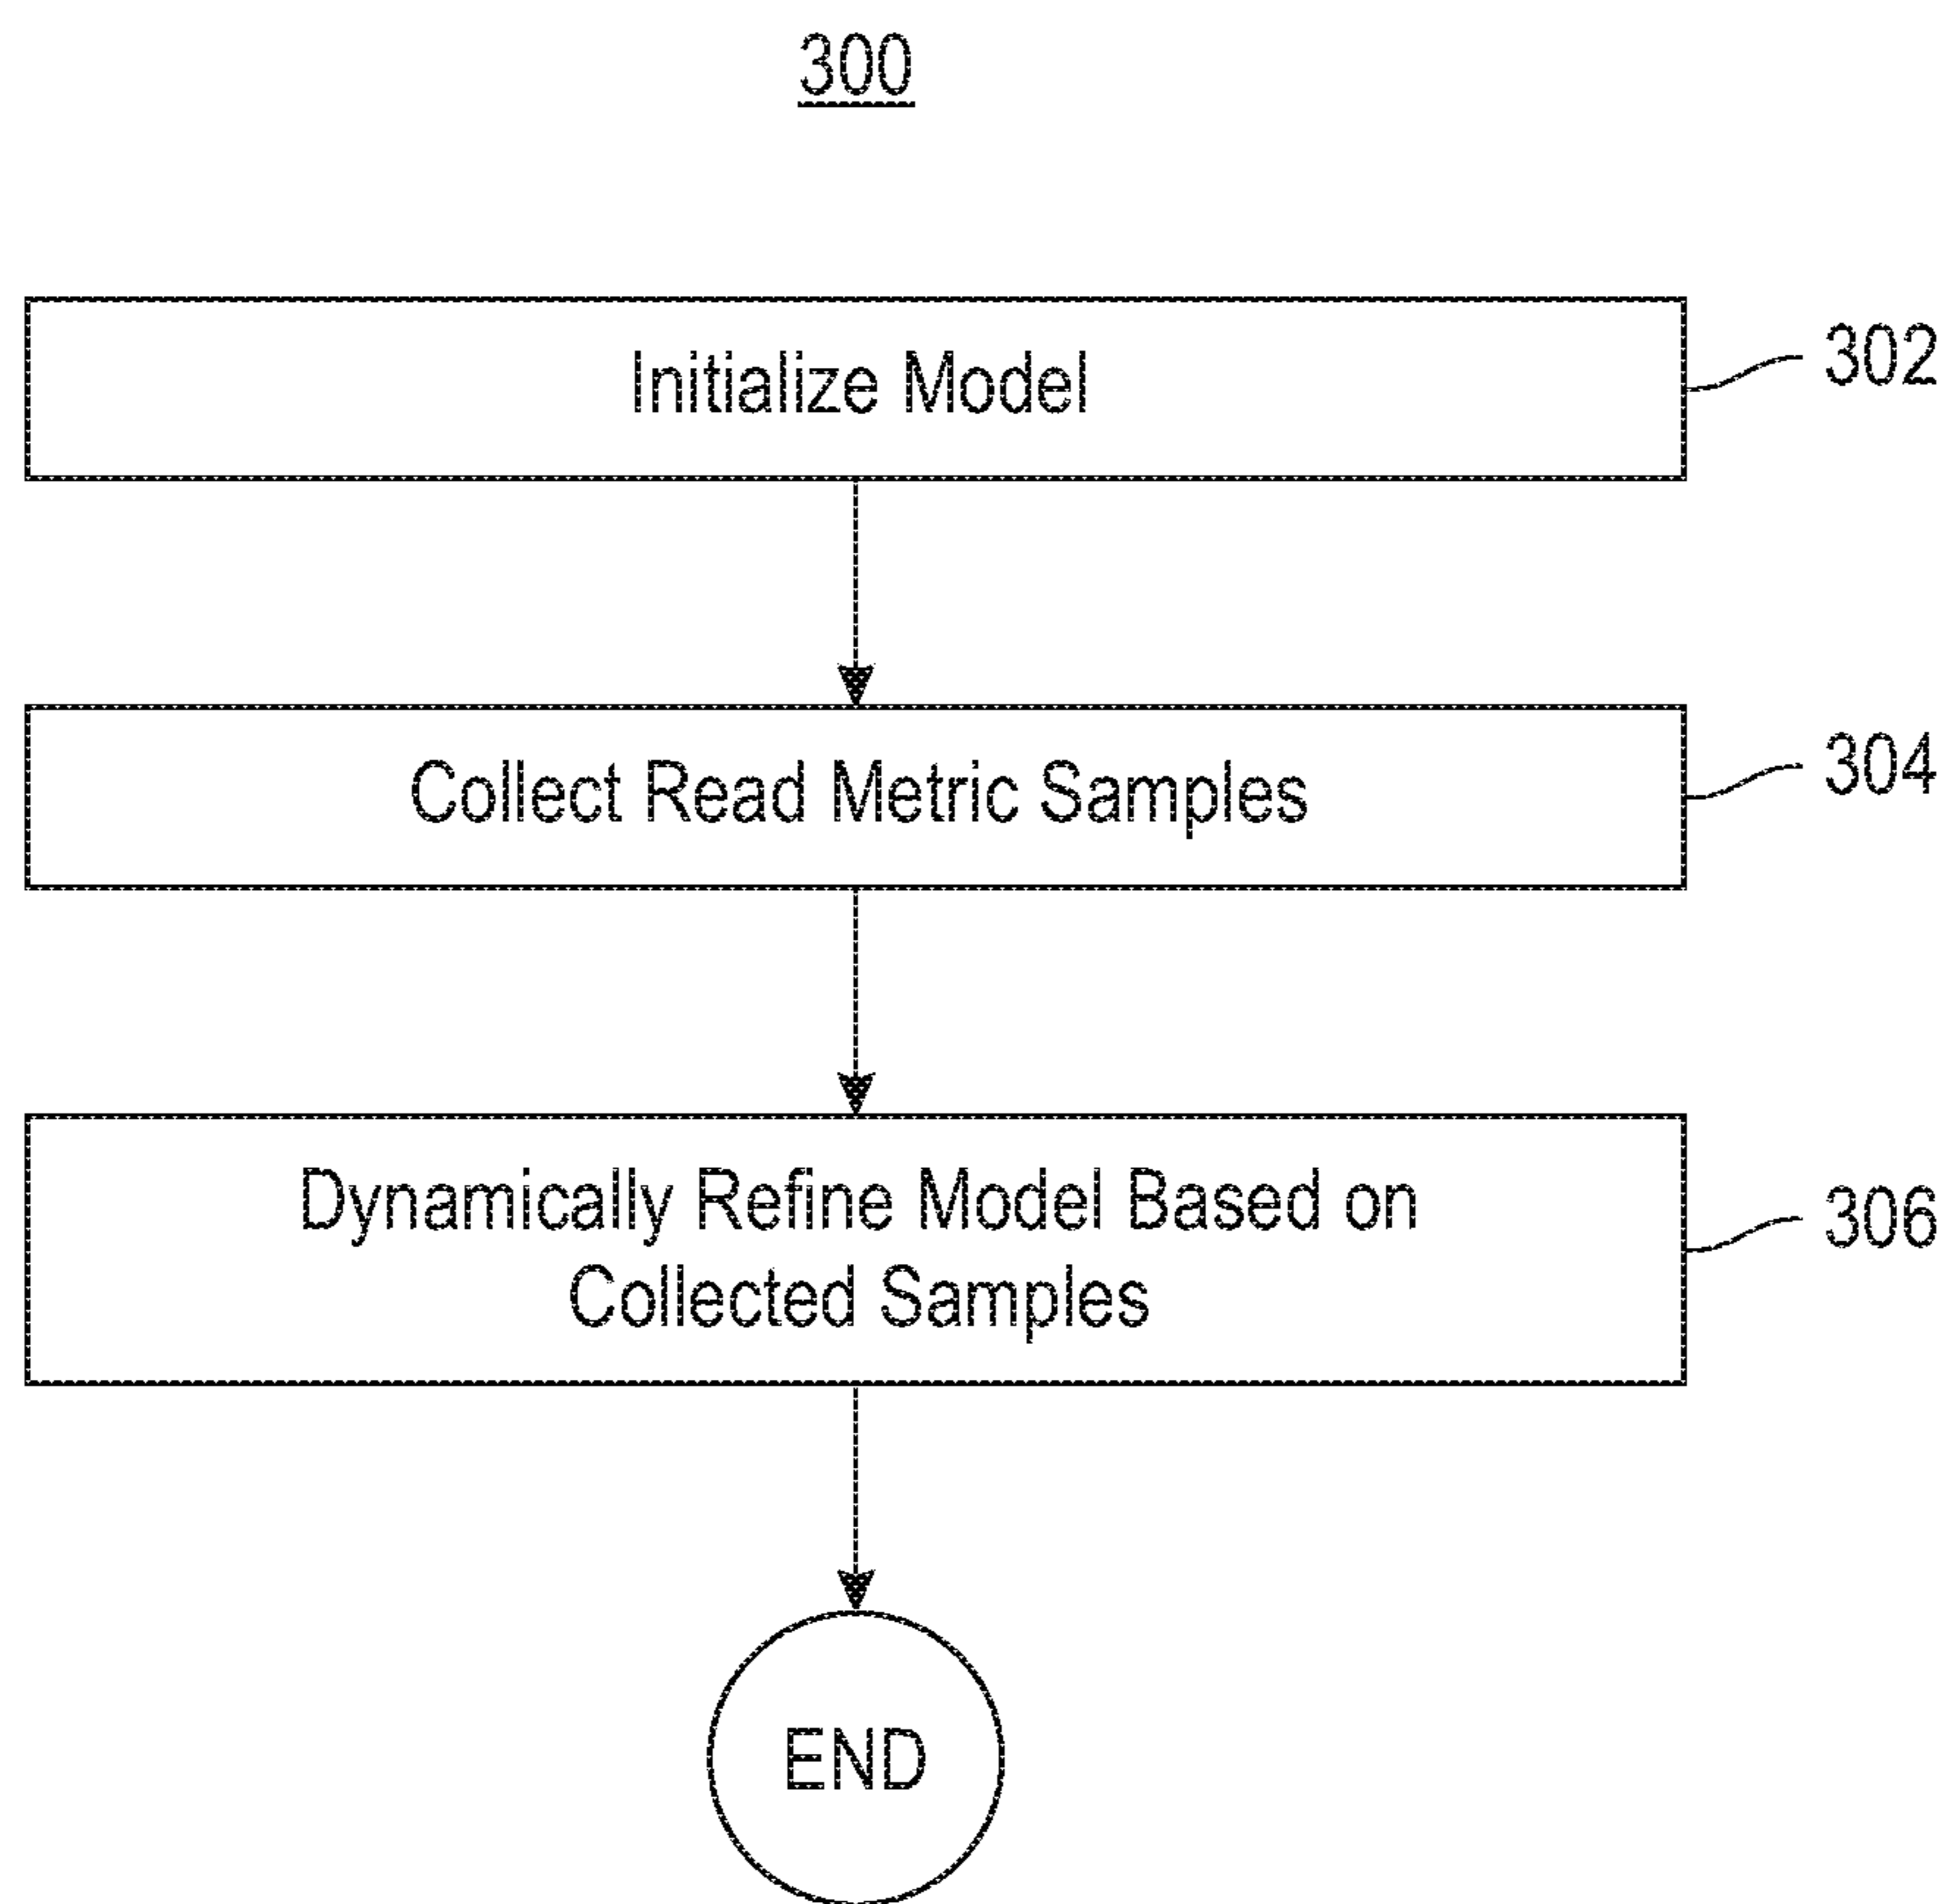 300
Initialize Model
302
Collect Read Metric Samples
304
Dynamically Refine Model Based on
Collected Samples
306
END